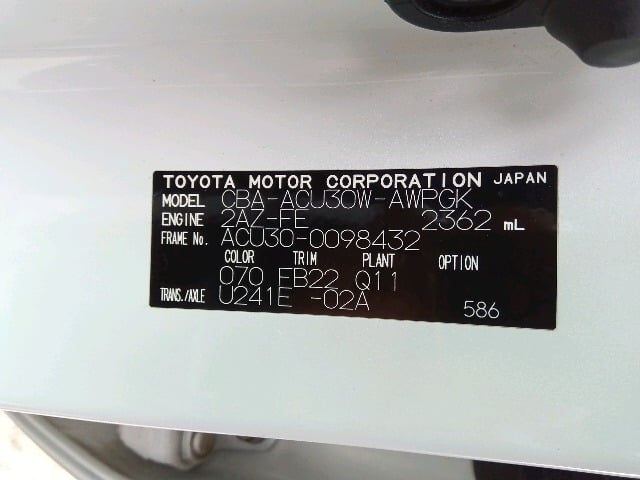 TOYOTA MOTOR CORPORATION JAPAN
MODEL CBA-ACU30W-AWPGK
ENGINE 2AZ-FE 2362 mL
FRAME No. ACU30-0098432
COLOR TRIM PLANT OPTION
070 FB22 Q11
TRANS./AXLE U241E -02A
586